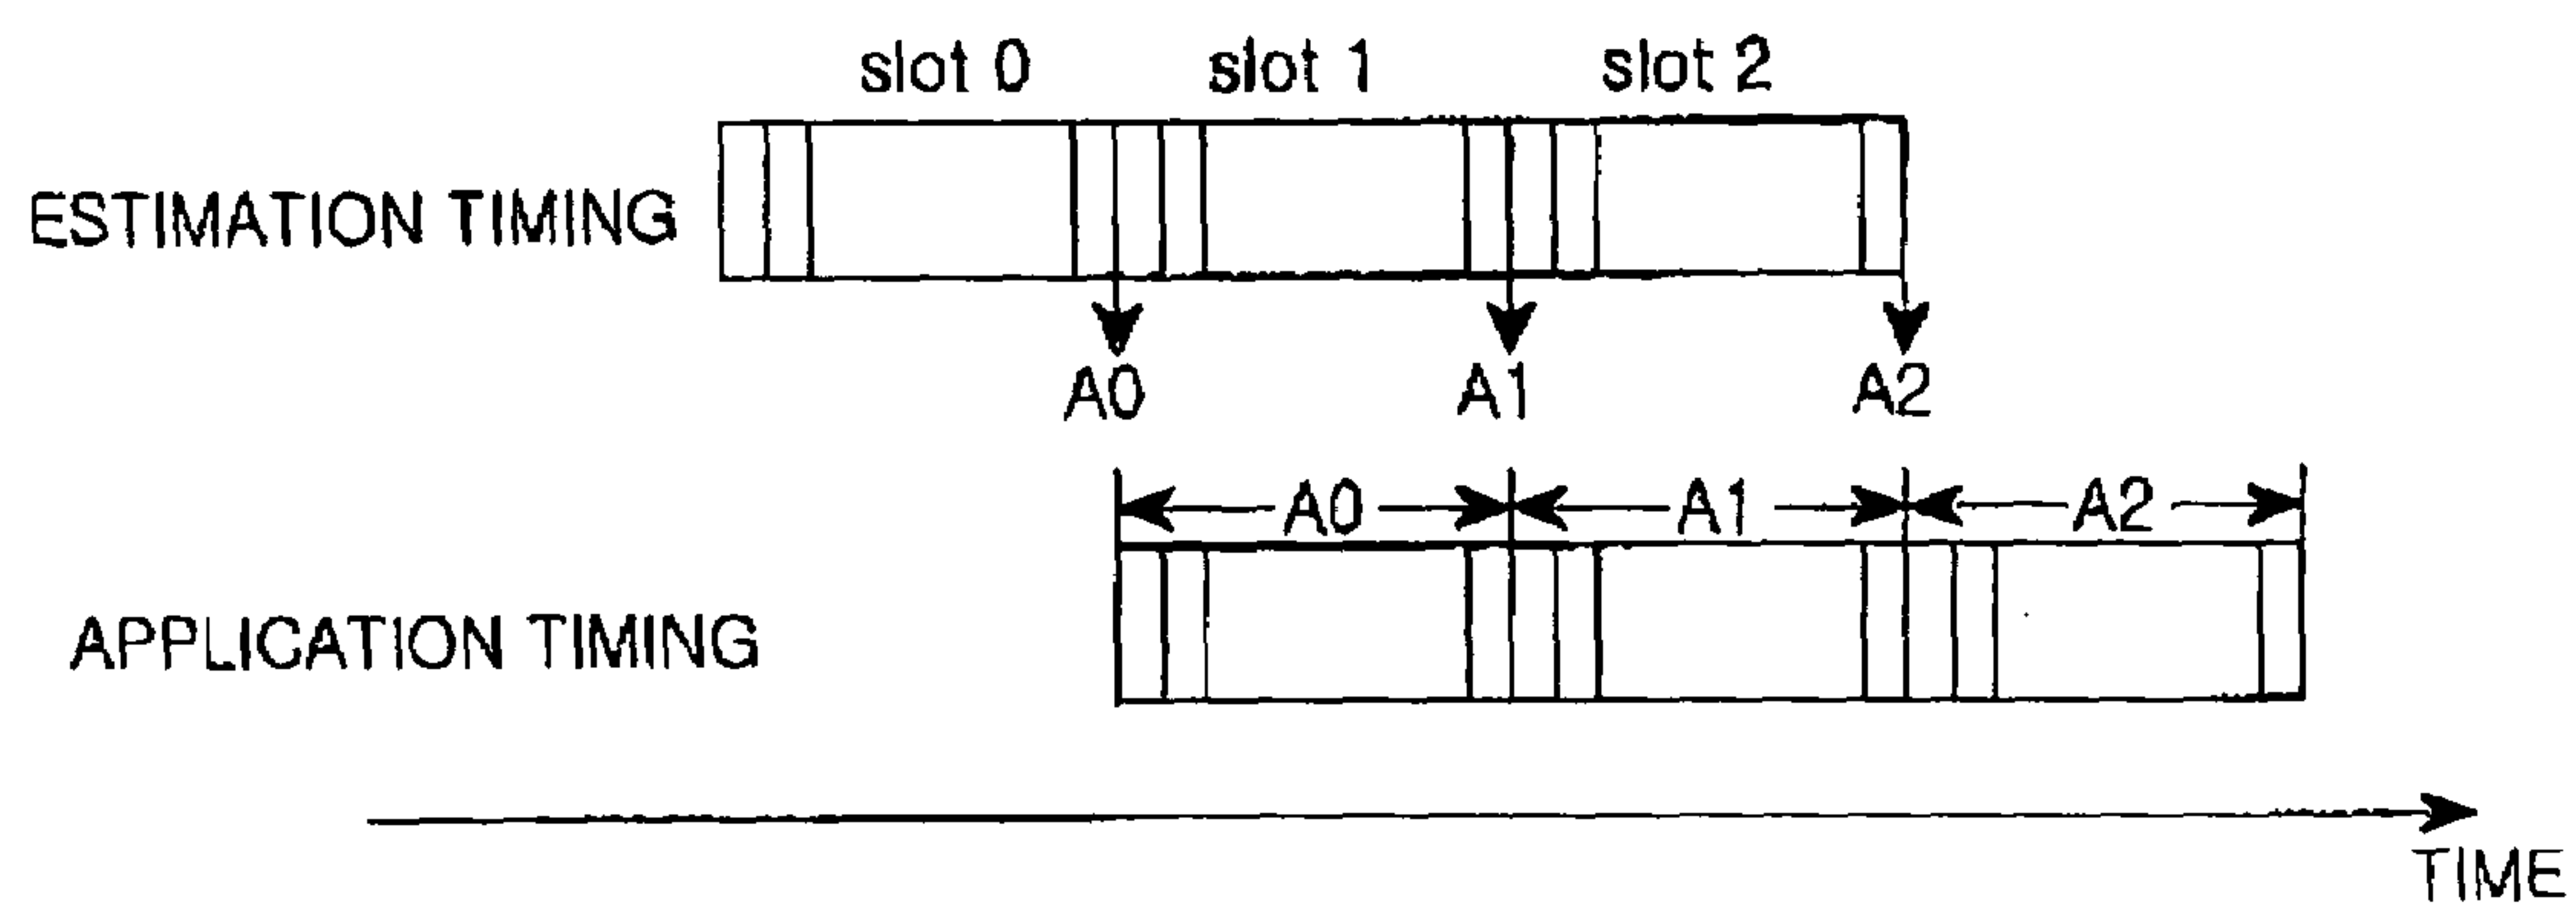 slot 0 slot 1 slot 2
ESTIMATION TIMING
A0 A1 A2
A0 A1 A2
APPLICATION TIMING
TIME